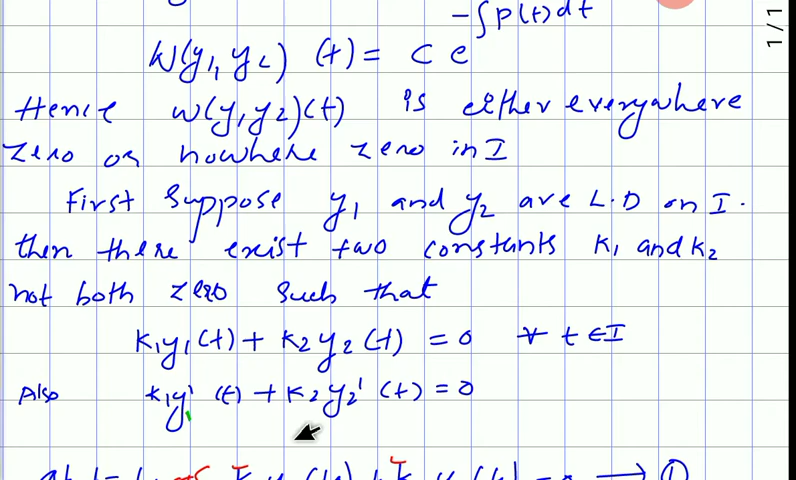 W(y₁, y₂) (t) = c e^{-∫P(t)dt}
1/1
Hence W(y₁, y₂)(t) is either everywhere
zero or nowhere zero in I
First Suppose y₁ and y₂ are L.D on I.
then there exist two constants k₁ and k₂
not both zero such that
k₁y₁(t) + k₂y₂(t) = 0 ∀ t ∈ I
Also k₁y₁'(t) + k₂y₂'(t) = 0